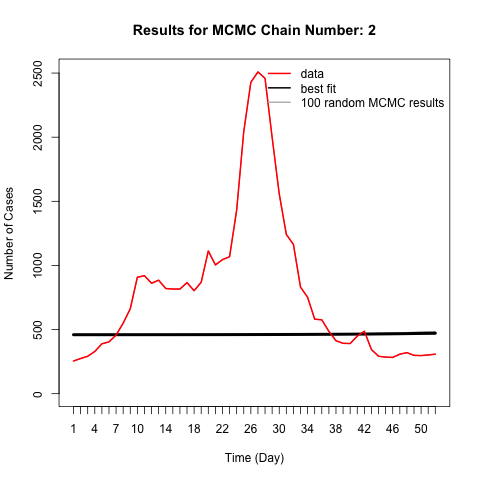 Results for MCMC Chain Number: 2
Number of Cases
2500
2000
1500
1000
500
0
data
best fit
100 random MCMC results
1 4 7 10 14 18 22 26 30 34 38 42 46 50
Time (Day)